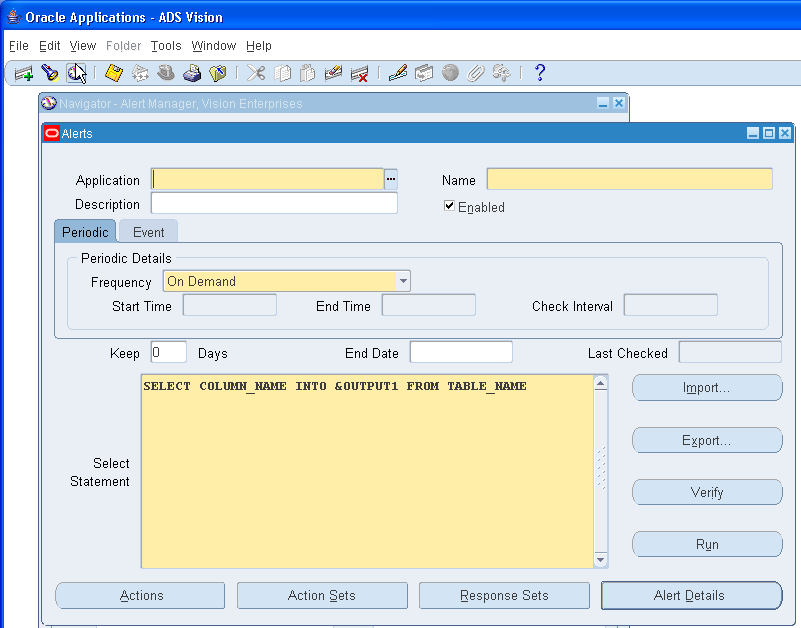 Oracle Applications - ADS Vision
File Edit View Folder Tools Window Help
Navigator - Alert Manager, Vision Enterprises
Alerts
Application
Name
Description
Enabled
Periodic Event
Periodic Details
Frequency On Demand
Start Time End Time Check Interval
Keep 0 Days End Date Last Checked
SELECT COLUMN_NAME INTO &OUTPUT1 FROM TABLE_NAME
Import...
Export...
Select
Statement
Verify
Run
Actions Action Sets Response Sets Alert Details